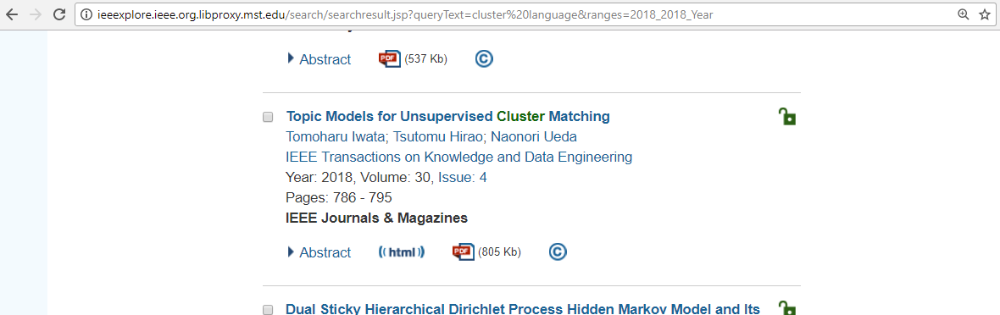 ieeexplore.ieee.org.libproxy.mst.edu/search/searchresult.jsp?queryText=cluster%20language&ranges=2018_2018_Year
Abstract PDF (537 Kb) ©
Topic Models for Unsupervised Cluster Matching
Tomoharu Iwata; Tsutomu Hirao; Naonori Ueda
IEEE Transactions on Knowledge and Data Engineering
Year: 2018, Volume: 30, Issue: 4
Pages: 786 - 795
IEEE Journals & Magazines
Abstract ((html)) PDF (805 Kb) ©
Dual Sticky Hierarchical Dirichlet Process Hidden Markov Model and Its